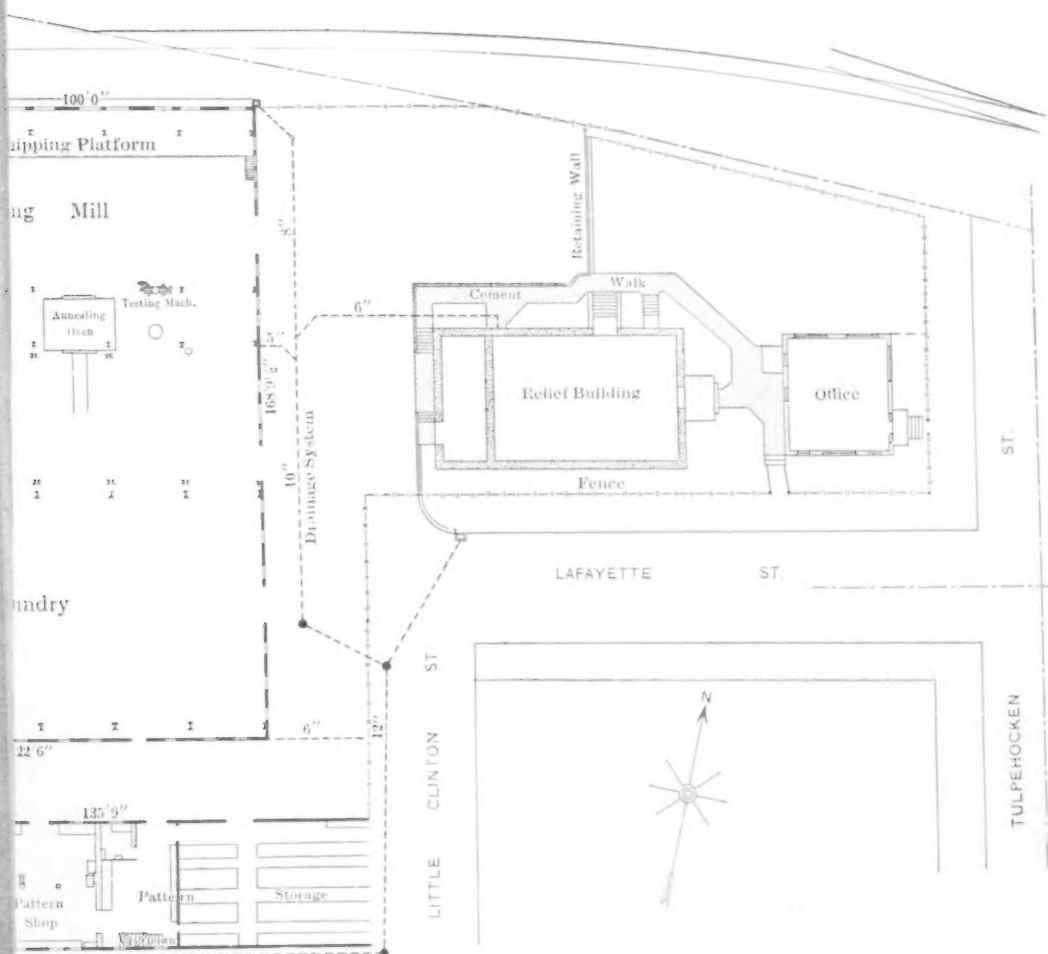 100'0"
hipping Platform
ng Mill
Testing Mach.
Annealing
Oven
8"
6"
5"
168'9½"
10"
Drainage System
Retaining Wall
Cement
Walk
Relief Building
Office
Fence
ST.
LAFAYETTE ST.
undry
6"
12"
22'6"
LITTLE CLINTON ST.
N
TULPEHOCKEN
135'9"
Pattern
Shop
Pattern Storage